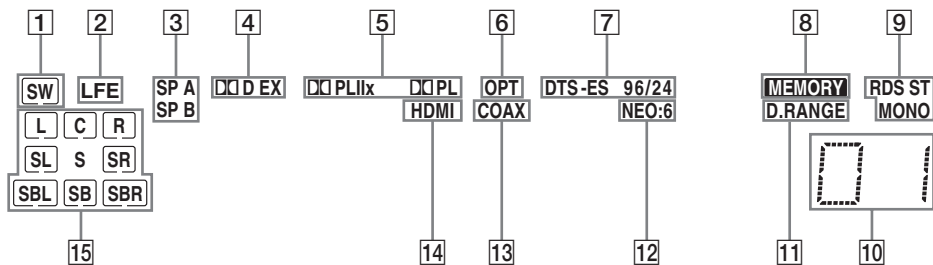 1 2 3 4 5 6 7 8 9
SW LFE SP A D EX PLIIx PL OPT DTS-ES 96/24 MEMORY RDS ST
SP B HDMI COAX NEO:6 D.RANGE MONO
L C R
SL S SR
SBL SB SBR
0 1
15 14 13 12 11 10